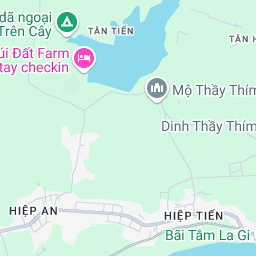 dã ngoại
Trên Cây
TÂN TIẾN
TÂN H
úi Đất Farm
tay checkin
Mộ Thầy Thím
Dinh Thầy Thím
HIỆP AN
HIỆP TIẾN
Bãi Tắm La Gi